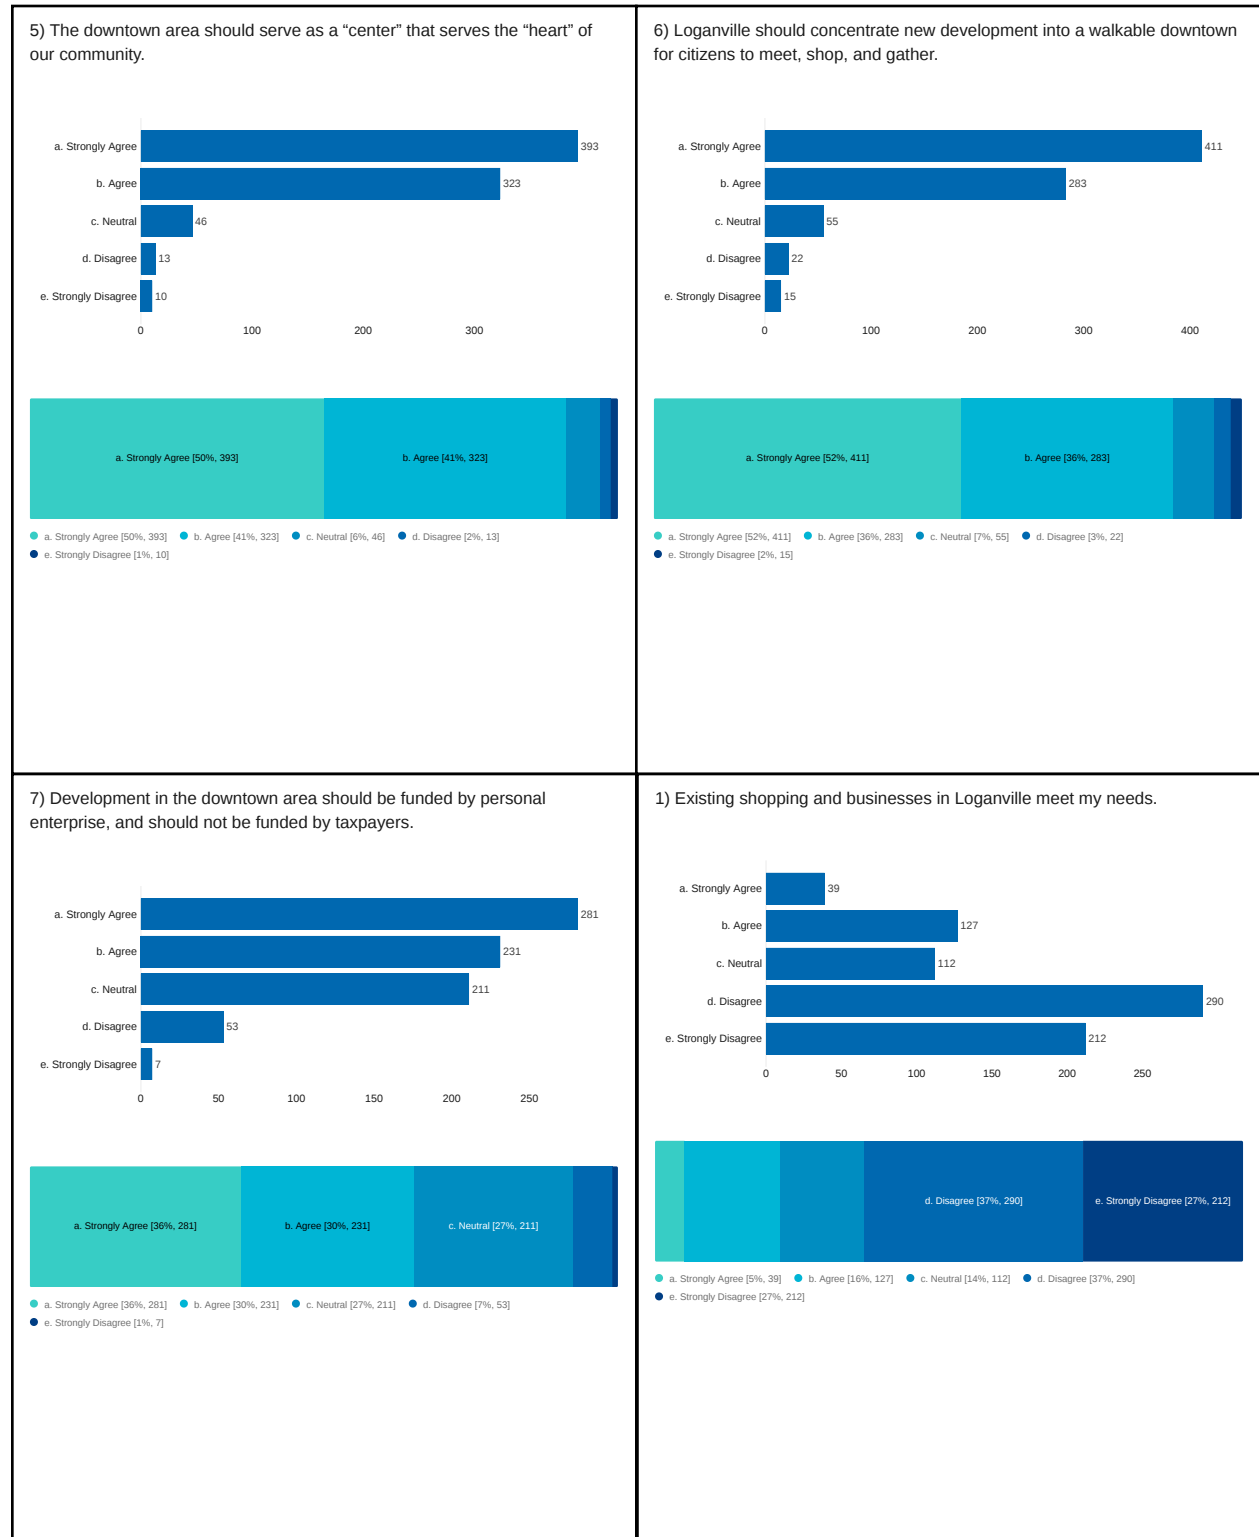 5) The downtown area should serve as a “center” that serves the “heart” of
our community.
a. Strongly Agree
393
b. Agree
323
c. Neutral
46
d. Disagree
13
e. Strongly Disagree
10
0 100 200 300
a. Strongly Agree [50%, 393] b. Agree [41%, 323]
a. Strongly Agree [50%, 393] b. Agree [41%, 323] c. Neutral [6%, 46] d. Disagree [2%, 13]
e. Strongly Disagree [1%, 10]
6) Loganville should concentrate new development into a walkable downtown
for citizens to meet, shop, and gather.
a. Strongly Agree
411
b. Agree
283
c. Neutral
55
d. Disagree
22
e. Strongly Disagree
15
0 100 200 300 400
a. Strongly Agree [52%, 411] b. Agree [36%, 283]
a. Strongly Agree [52%, 411] b. Agree [36%, 283] c. Neutral [7%, 55] d. Disagree [3%, 22]
e. Strongly Disagree [2%, 15]
7) Development in the downtown area should be funded by personal
enterprise, and should not be funded by taxpayers.
a. Strongly Agree
281
b. Agree
231
c. Neutral
211
d. Disagree
53
e. Strongly Disagree
7
0 50 100 150 200 250
a. Strongly Agree [36%, 281] b. Agree [30%, 231] c. Neutral [27%, 211]
a. Strongly Agree [36%, 281] b. Agree [30%, 231] c. Neutral [27%, 211] d. Disagree [7%, 53]
e. Strongly Disagree [1%, 7]
1) Existing shopping and businesses in Loganville meet my needs.
a. Strongly Agree
39
b. Agree
127
c. Neutral
112
d. Disagree
290
e. Strongly Disagree
212
0 50 100 150 200 250
d. Disagree [37%, 290] e. Strongly Disagree [27%, 212]
a. Strongly Agree [5%, 39] b. Agree [16%, 127] c. Neutral [14%, 112] d. Disagree [37%, 290]
e. Strongly Disagree [27%, 212]